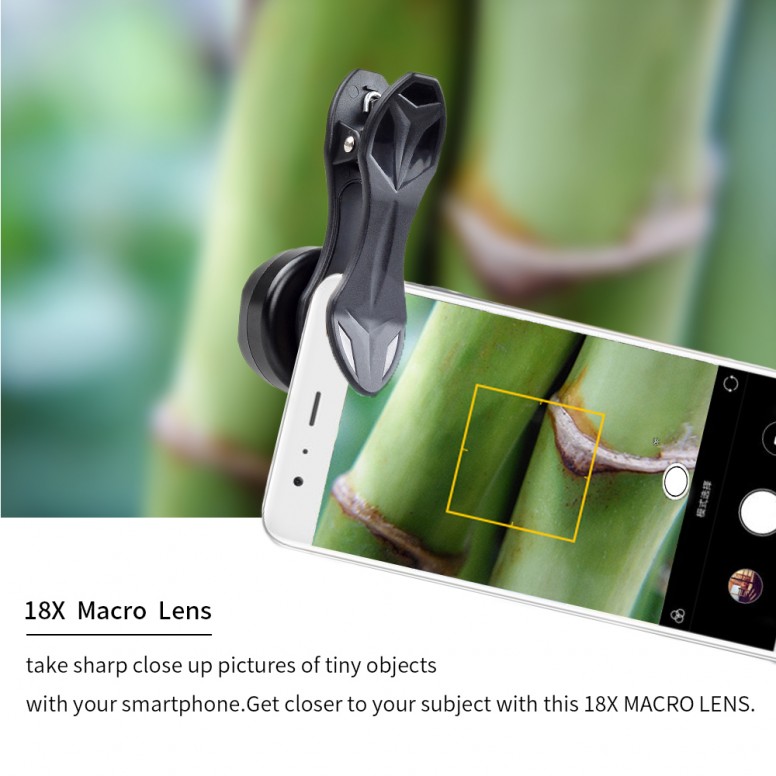 模式选择
18X Macro Lens
take sharp close up pictures of tiny objects
with your smartphone.Get closer to your subject with this 18X MACRO LENS.